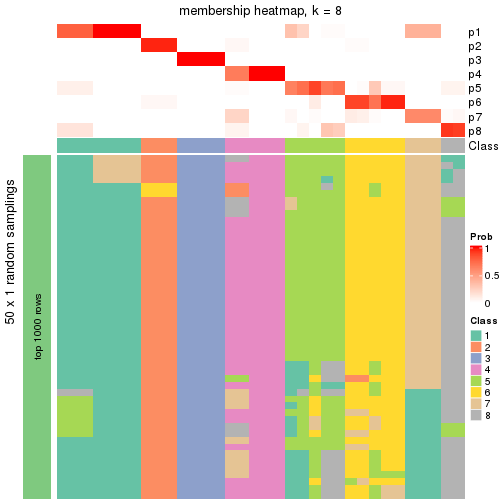 membership heatmap, k = 8
p1
p2
p3
p4
p5
p6
p7
p8
Class
50 x 1 random samplings
top 1000 rows
Prob
1
0.5
0
Class
1
2
3
4
5
6
7
8